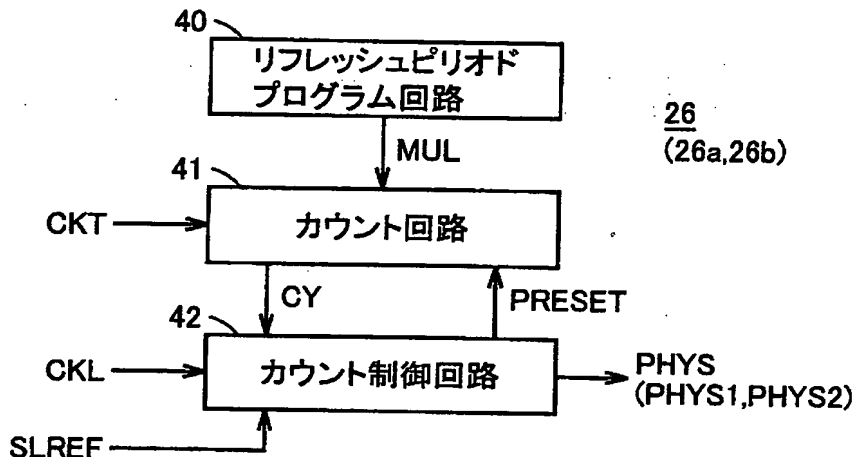 40
リフレッシュピリオド
プログラム回路
26
(26a,26b)
MUL
41
CKT
カウント回路
CY
PRESET
42
CKL
カウント制御回路
PHYS
(PHYS1,PHYS2)
SLREF